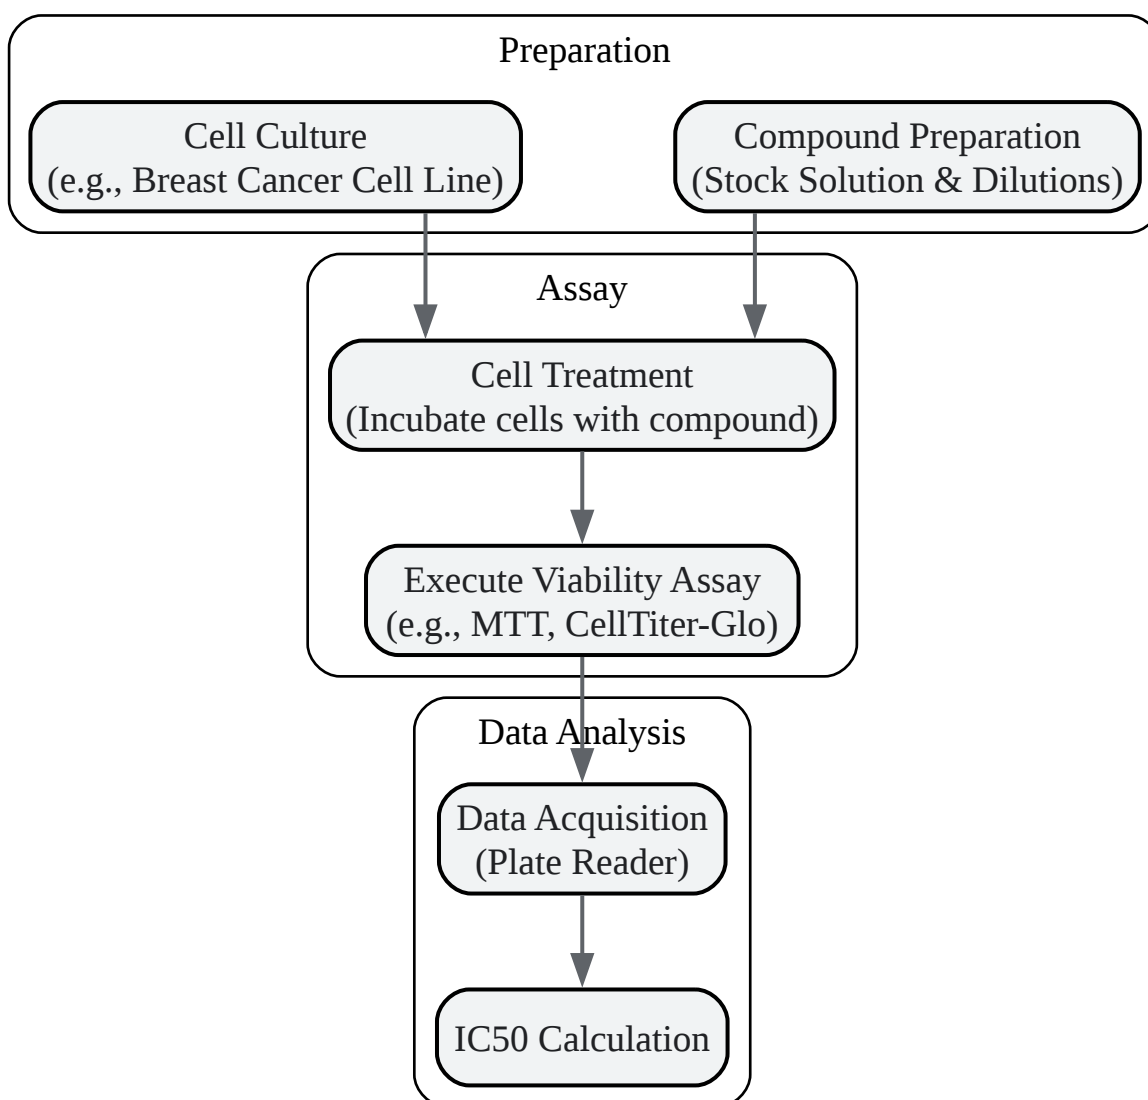 Preparation
Cell Culture
(e.g., Breast Cancer Cell Line)
Compound Preparation
(Stock Solution & Dilutions)
Assay
Cell Treatment
(Incubate cells with compound)
Execute Viability Assay
(e.g., MTT, CellTiter-Glo)
Data Analysis
Data Acquisition
(Plate Reader)
IC50 Calculation